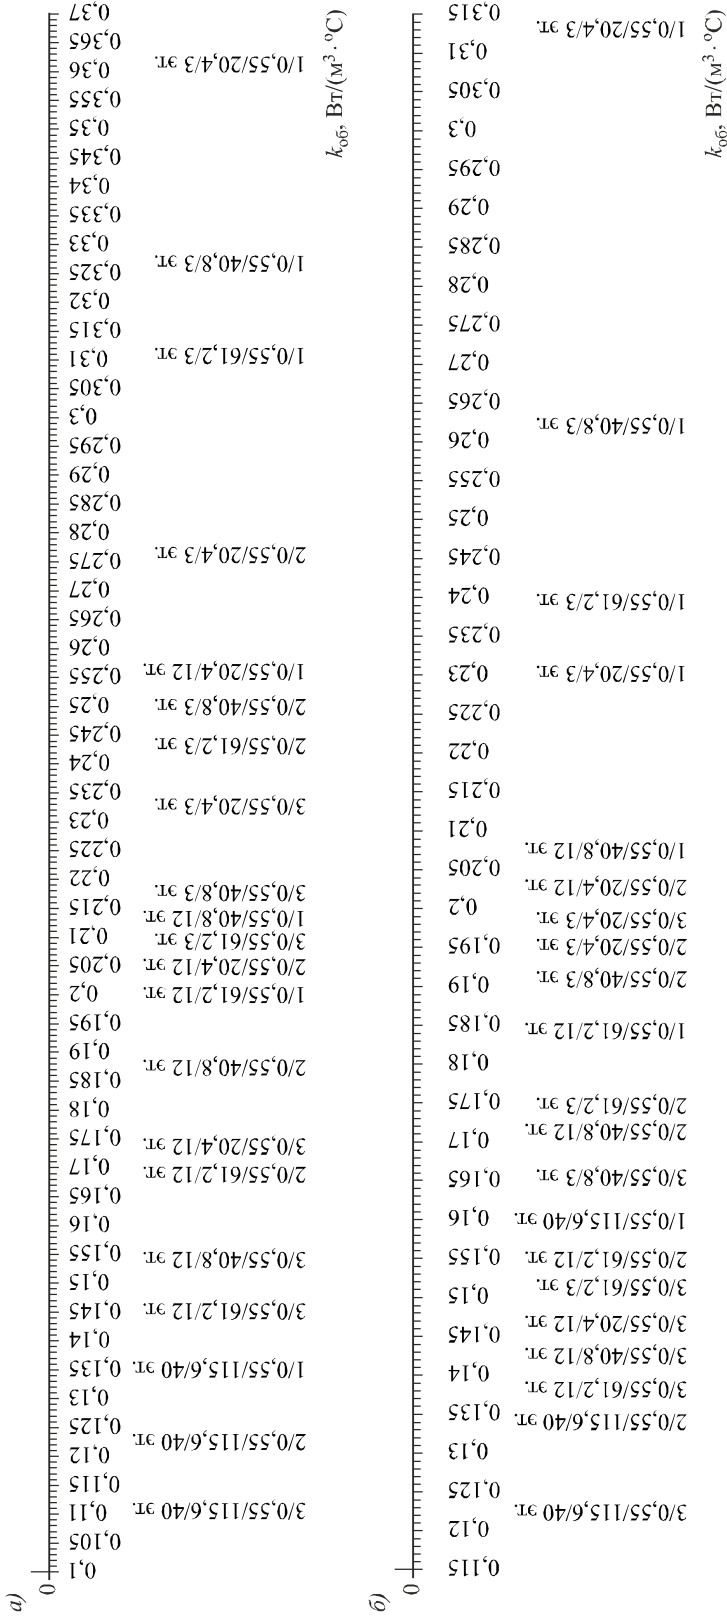 а)
0
0,1
0,105
0,11
0,115
0,12
0,125
0,13
0,135
0,14
0,145
0,15
0,155
0,16
0,165
0,17
0,175
0,18
0,185
0,19
0,195
0,2
0,205
0,21
0,215
0,22
0,225
0,23
0,235
0,24
0,245
0,25
0,255
0,26
0,265
0,27
0,275
0,28
0,285
0,29
0,295
0,3
0,305
0,31
0,315
0,32
0,325
0,33
0,335
0,34
0,345
0,35
0,355
0,36
0,365
0,37
3/0,55/115,6/40 эт.
2/0,55/115,6/40 эт.
1/0,55/115,6/40 эт.
3/0,55/61,2/12 эт.
3/0,55/40,8/12 эт.
2/0,55/61,2/12 эт.
3/0,55/20,4/12 эт.
2/0,55/40,8/12 эт.
1/0,55/61,2/12 эт.
2/0,55/20,4/12 эт.
3/0,55/61,2/3 эт.
1/0,55/40,8/12 эт.
3/0,55/40,8/3 эт.
3/0,55/20,4/3 эт.
2/0,55/61,2/3 эт.
2/0,55/40,8/3 эт.
1/0,55/20,4/12 эт.
2/0,55/20,4/3 эт.
1/0,55/61,2/3 эт.
1/0,55/40,8/3 эт.
1/0,55/20,4/3 эт.
kоб, Вт/(м³ · °С)
б)
0
0,115
0,12
0,125
0,13
0,135
0,14
0,145
0,15
0,155
0,16
0,165
0,17
0,175
0,18
0,185
0,19
0,195
0,2
0,205
0,21
0,215
0,22
0,225
0,23
0,235
0,24
0,245
0,25
0,255
0,26
0,265
0,27
0,275
0,28
0,285
0,29
0,295
0,3
0,305
0,31
0,315
3/0,55/115,6/40 эт.
2/0,55/115,6/40 эт.
3/0,55/61,2/12 эт.
3/0,55/40,8/12 эт.
3/0,55/20,4/12 эт.
3/0,55/61,2/3 эт.
2/0,55/61,2/12 эт.
1/0,55/115,6/40 эт.
3/0,55/40,8/3 эт.
2/0,55/40,8/12 эт.
2/0,55/61,2/3 эт.
1/0,55/61,2/12 эт.
2/0,55/40,8/3 эт.
2/0,55/20,4/3 эт.
3/0,55/20,4/3 эт.
2/0,55/20,4/12 эт.
1/0,55/40,8/12 эт.
1/0,55/20,4/3 эт.
1/0,55/61,2/3 эт.
1/0,55/40,8/3 эт.
1/0,55/20,4/3 эт.
kоб, Вт/(м³ · °С)